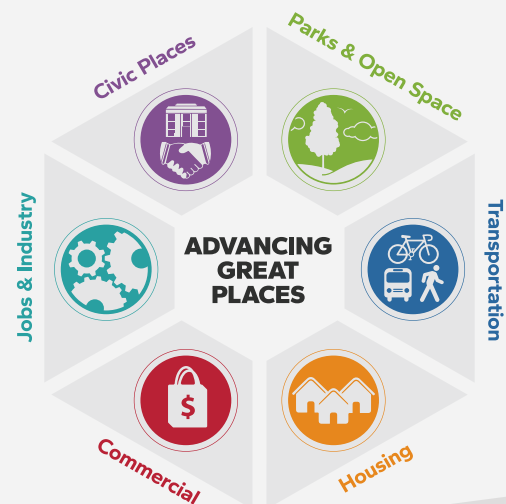 Civic Places
Parks & Open Space
Jobs & Industry
ADVANCING
GREAT
PLACES
Transportation
$
Commercial
Housing